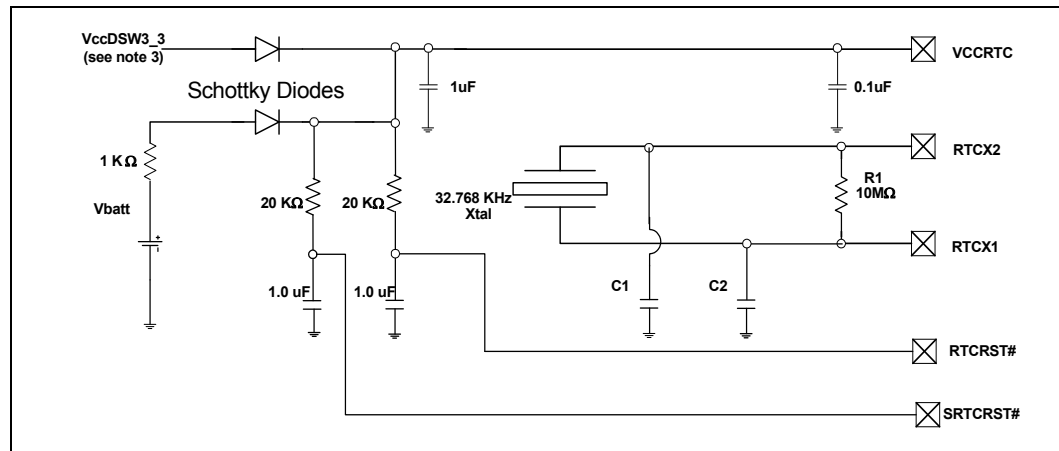 VccDSW3_3
(see note 3)
Schottky Diodes
1uF
0.1uF
VCCRTC
1 KΩ
Vbatt
+
-
20 KΩ
20 KΩ
1.0 uF
1.0 uF
32.768 KHz
Xtal
R1
10MΩ
C1
C2
RTCX2
RTCX1
RTCRST#
SRTCRST#